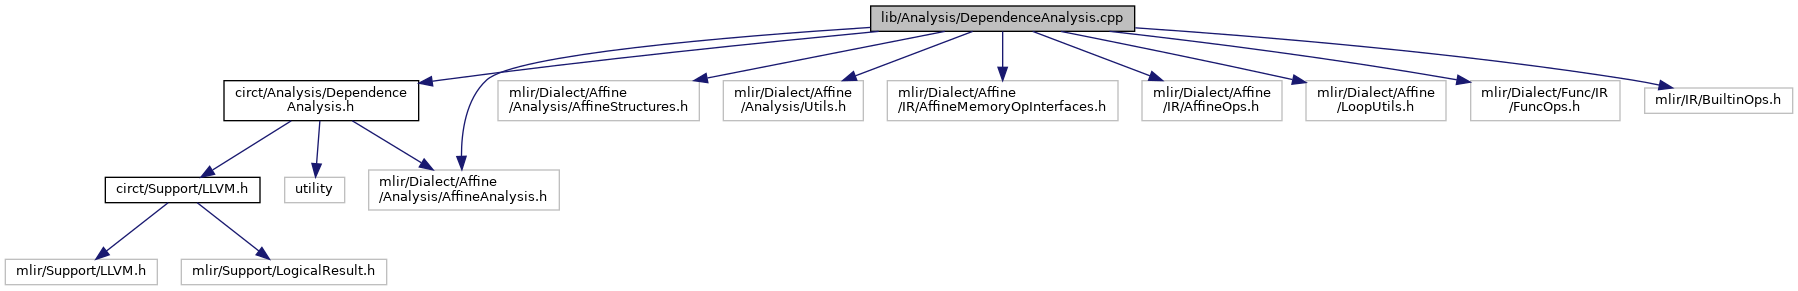 lib/Analysis/DependenceAnalysis.cpp
circt/Analysis/Dependence
Analysis.h
mlir/Dialect/Affine
/Analysis/AffineStructures.h
mlir/Dialect/Affine
/Analysis/Utils.h
mlir/Dialect/Affine
/IR/AffineMemoryOpInterfaces.h
mlir/Dialect/Affine
/IR/AffineOps.h
mlir/Dialect/Affine
/LoopUtils.h
mlir/Dialect/Func/IR
/FuncOps.h
mlir/IR/BuiltinOps.h
circt/Support/LLVM.h
utility
mlir/Dialect/Affine
/Analysis/AffineAnalysis.h
mlir/Support/LLVM.h
mlir/Support/LogicalResult.h